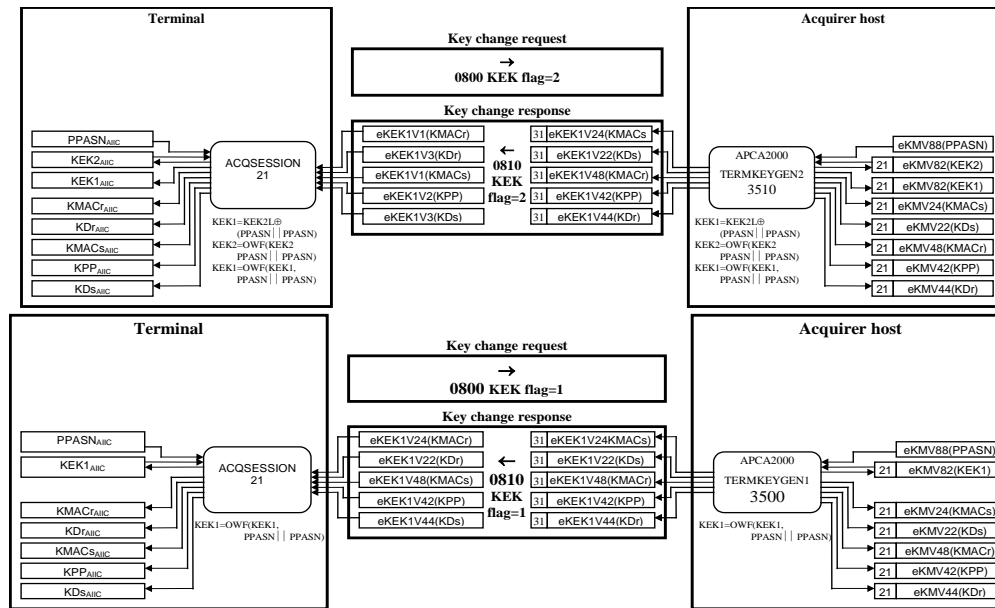 Terminal
Acquirer host
Key change request
→
0800 KEK flag=2
Key change response
PPASNAIIC
KEK2AIIC
KEK1AIIC
KMACrAIIC
KDrAIIC
KMACsAIIC
KPPAIIC
KDsAIIC
ACQSESSION
21
KEK1=KEK2L⊕
(PPASN||PPASN)
KEK2=OWF(KEK2
PPASN||PPASN)
KEK1=OWF(KEK1,
PPASN||PPASN)
eKEK1V1(KMACr)
eKEK1V3(KDr)
eKEK1V1(KMACs)
eKEK1V2(KPP)
eKEK1V3(KDs)
←
0810
KEK
flag=2
31 eKEK1V24(KMACs
31 eKEK1V22(KDs)
31 eKEK1V48(KMACr)
31 eKEK1V42(KPP)
31 eKEK1V44(KDr)
APCA2000
TERMKEYGEN2
3510
KEK1=KEK2L⊕
(PPASN||PPASN)
KEK2=OWF(KEK2
PPASN||PPASN)
KEK1=OWF(KEK1,
PPASN||PPASN)
eKMV88(PPASN)
21 eKMV82(KEK2)
21 eKMV82(KEK1)
21 eKMV24(KMACs)
21 eKMV22(KDs)
21 eKMV48(KMACr)
21 eKMV42(KPP)
21 eKMV44(KDr)
Terminal
Acquirer host
Key change request
→
0800 KEK flag=1
Key change response
PPASNAIIC
KEK1AIIC
KMACrAIIC
KDrAIIC
KMACsAIIC
KPPAIIC
KDsAIIC
ACQSESSION
21
KEK1=OWF(KEK1,
PPASN||PPASN)
eKEK1V24(KMACr)
eKEK1V22(KDr)
eKEK1V48(KMACs)
eKEK1V42(KPP)
eKEK1V44(KDs)
←
0810
KEK
flag=1
31 eKEK1V24KMACs)
31 eKEK1V22(KDs)
31 eKEK1V48(KMACr)
31 eKEK1V42(KPP)
31 eKEK1V44(KDr)
APCA2000
TERMKEYGEN1
3500
KEK1=OWF(KEK1,
PPASN||PPASN)
eKMV88(PPASN)
21 eKMV82(KEK1)
21 eKMV24(KMACs)
21 eKMV22(KDs)
21 eKMV48(KMACr)
21 eKMV42(KPP)
21 eKMV44(KDr)